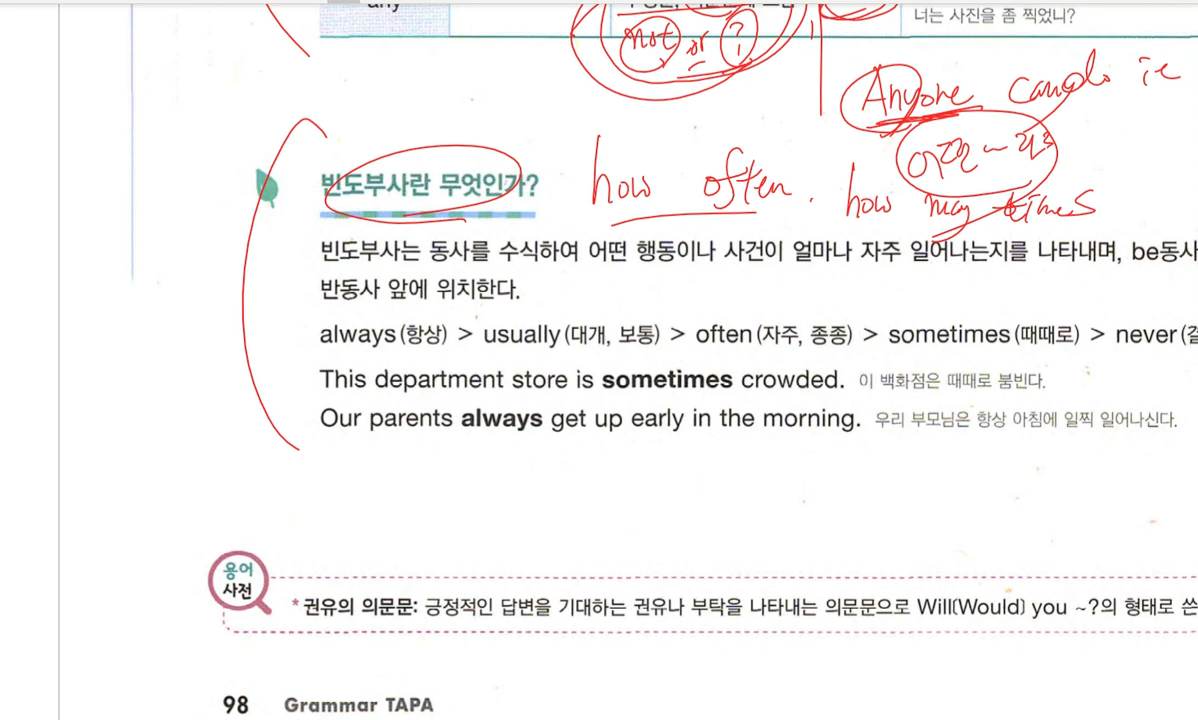 너는 사진을 좀 찍었니?
not or ?
Anyone can do it
빈도부사란 무엇인가?
how often. how many times
빈도부사는 동사를 수식하여 어떤 행동이나 사건이 얼마나 자주 일어나는지를 나타내며, be동사
반동사 앞에 위치한다.
always(항상) > usually(대개, 보통) > often(자주, 종종) > sometimes(때때로) > never(결
This department store is sometimes crowded. 이 백화점은 때때로 붐빈다.
Our parents always get up early in the morning. 우리 부모님은 항상 아침에 일찍 일어나신다.
용어
사전
* 권유의 의문문: 긍정적인 답변을 기대하는 권유나 부탁을 나타내는 의문문으로 Will(Would) you ~?의 형태로 쓴
98 Grammar TAPA